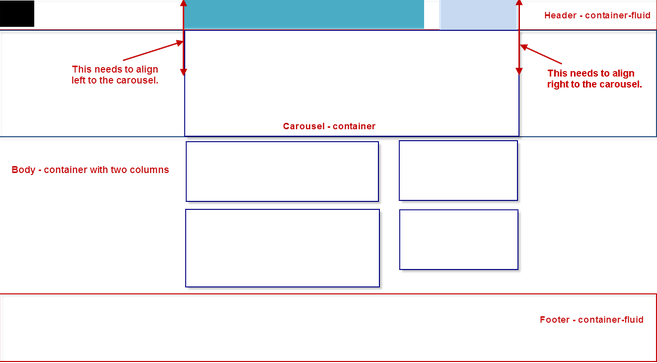 Header - container-fluid
This needs to align
left to the carousel.
This needs to align
right to the carousel.
Carousel - container
Body - container with two columns
Footer - container-fluid